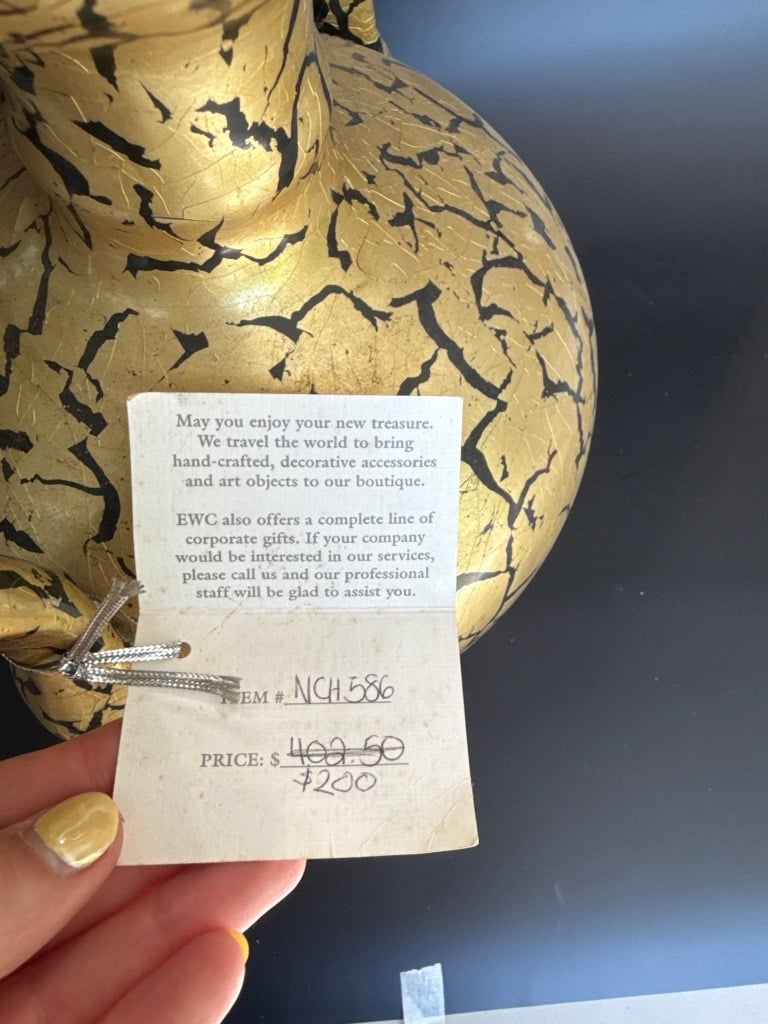 May you enjoy your new treasure.
We travel the world to bring
hand-crafted, decorative accessories
and art objects to our boutique.
EWC also offers a complete line of
corporate gifts. If your company
would be interested in our services,
please call us and our professional
staff will be glad to assist you.
# NCH586
PRICE: $ 402.50
$200